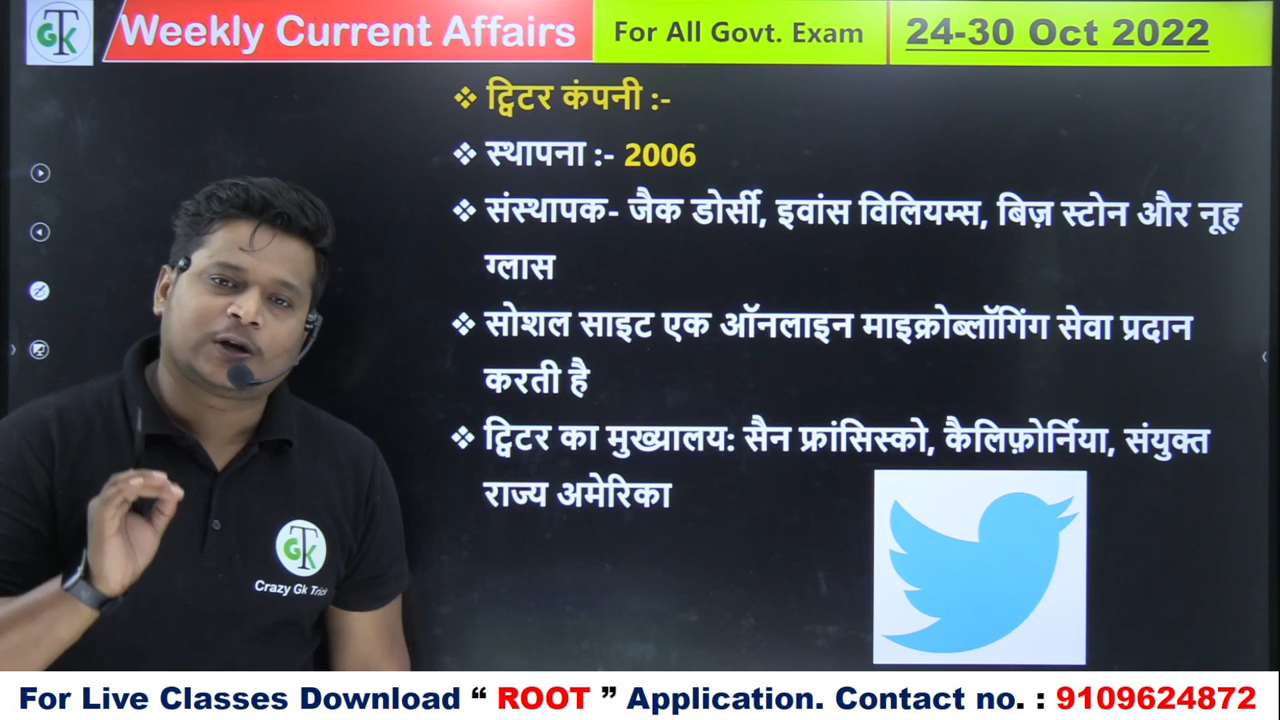 GTK
Weekly Current Affairs
For All Govt. Exam
24-30 Oct 2022
❖ ट्विटर कंपनी :-
❖ स्थापना :- 2006
❖ संस्थापक- जैक डोर्सी, इवांस विलियम्स, बिज़ स्टोन और नूह
ग्लास
❖ सोशल साइट एक ऑनलाइन माइक्रोब्लॉगिंग सेवा प्रदान
करती है
❖ ट्विटर का मुख्यालय: सैन फ्रांसिस्को, कैलिफ़ोर्निया, संयुक्त
राज्य अमेरिका
GTK
Crazy Gk Trick
For Live Classes Download “ ROOT ” Application. Contact no. : 9109624872